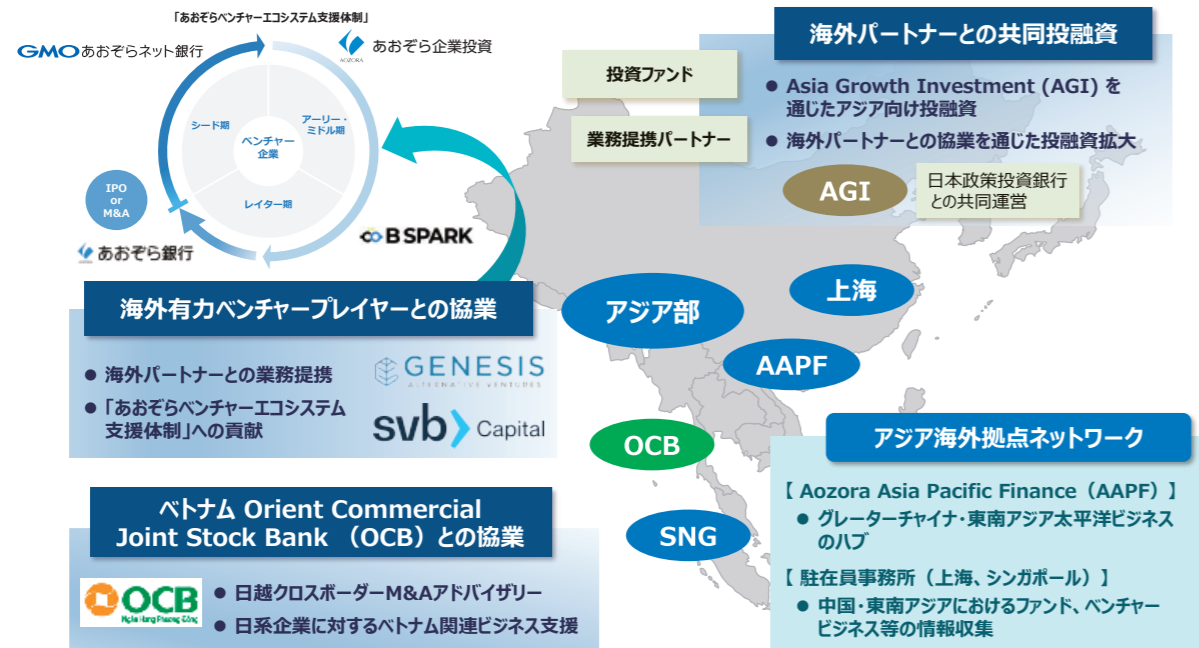 「あおぞらベンチャーエコシステム支援体制」
GMOあおぞらネット銀行
AOZORA
あおぞら企業投資
シード期
アーリー・
ミドル期
ベンチャー
企業
レイター期
IPO
or
M&A
あおぞら銀行
B SPARK
海外有力ベンチャープレイヤーとの協業
● 海外パートナーとの業務提携
● 「あおぞらベンチャーエコシステム
支援体制」への貢献
GENESIS
ALTERNATIVE VENTURES
svb Capital
ベトナム Orient Commercial
Joint Stock Bank （OCB）との協業
OCB
Ngân Hàng Phương Đông
● 日越クロスボーダーM&Aアドバイザリー
● 日系企業に対するベトナム関連ビジネス支援
投資ファンド
業務提携パートナー
海外パートナーとの共同投融資
● Asia Growth Investment (AGI) を
通じたアジア向け投融資
● 海外パートナーとの協業を通じた投融資拡大
AGI
日本政策投資銀行
との共同運営
アジア部
上海
AAPF
OCB
SNG
アジア海外拠点ネットワーク
【 Aozora Asia Pacific Finance（AAPF）】
● グレーターチャイナ・東南アジア太平洋ビジネス
のハブ
【 駐在員事務所（上海、シンガポール）】
● 中国・東南アジアにおけるファンド、ベンチャー
ビジネス等の情報収集